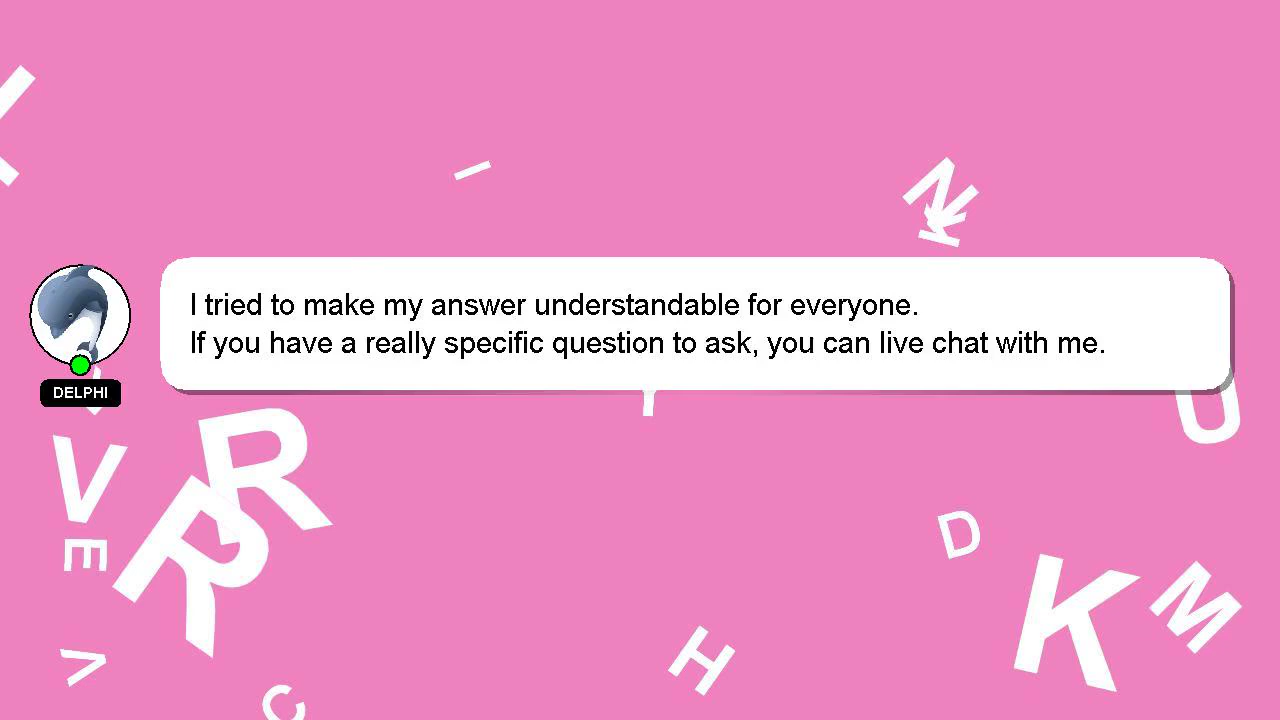 I tried to make my answer understandable for everyone.
If you have a really specific question to ask, you can live chat with me.
DELPHI
L
I
N
K
Y
U
V
R
R
E
D
K
M
H
V
C